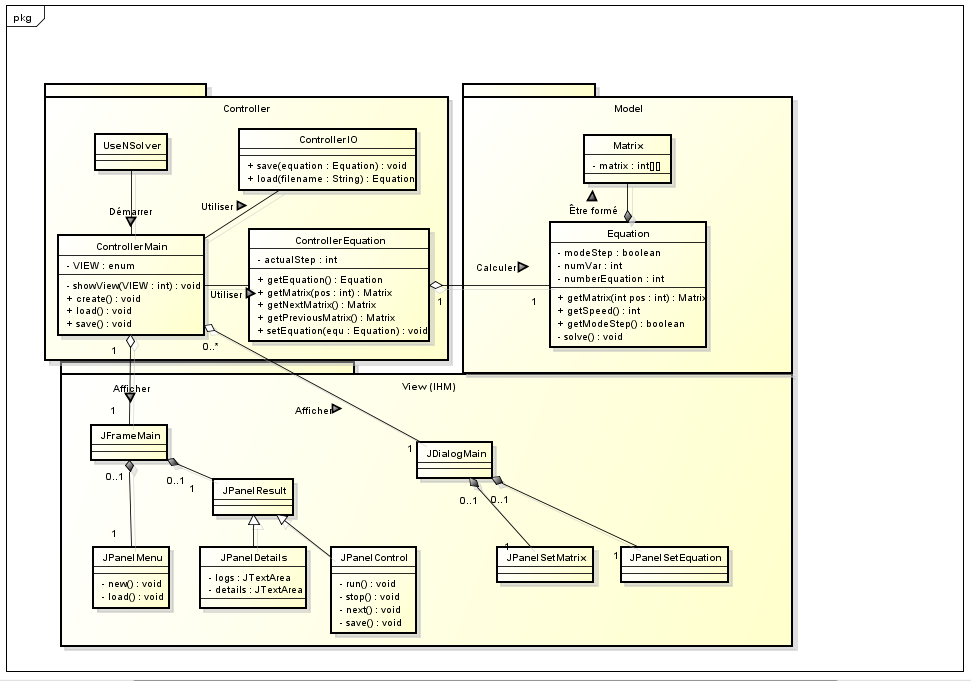 pkg
Controller
UseNSolver
ControllerIO
+ save(equation : Equation) : void
+ load(filename : String) : Equation
Démarrer
Utiliser
ControllerMain
- VIEW : enum
- showView(VIEW : int) : void
+ create() : void
+ load() : void
+ save() : void
Utiliser
ControllerEquation
- actualStep : int
+ getEquation() : Equation
+ getMatrix(pos : int) : Matrix
+ getNextMatrix() : Matrix
+ getPreviousMatrix() : Matrix
+ setEquation(equ : Equation) : void
1
0..*
Model
Matrix
- matrix : int[][]
Être formé
Calculer
1
1
Equation
- modeStep : boolean
- numVar : int
- numberEquation : int
+ getMatrix(int pos : int) : Matrix
+ getSpeed() : int
+ getModeStep() : boolean
- solve() : void
View (IHM)
Afficher
1
Afficher
1
JFrameMain
0..1
0..1
1
1
JPanelResult
JDialogMain
0..1
0..1
1
1
JPanelMenu
- new() : void
- load() : void
JPanelDetails
- logs : JTextArea
- details : JTextArea
JPanelControl
- run() : void
- stop() : void
- next() : void
- save() : void
JPanelSetMatrix
JPanelSetEquation